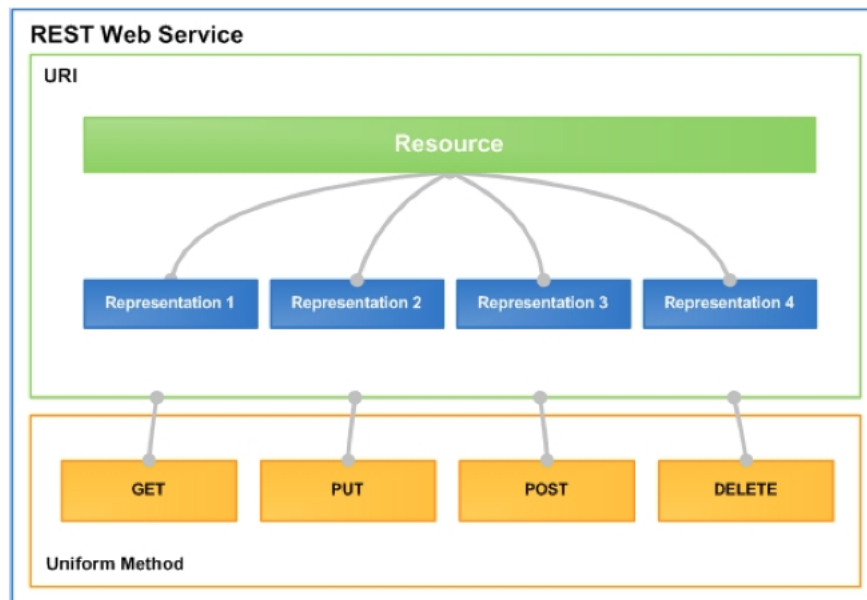 REST Web Service
URI
Resource
Representation 1
Representation 2
Representation 3
Representation 4
GET
PUT
POST
DELETE
Uniform Method